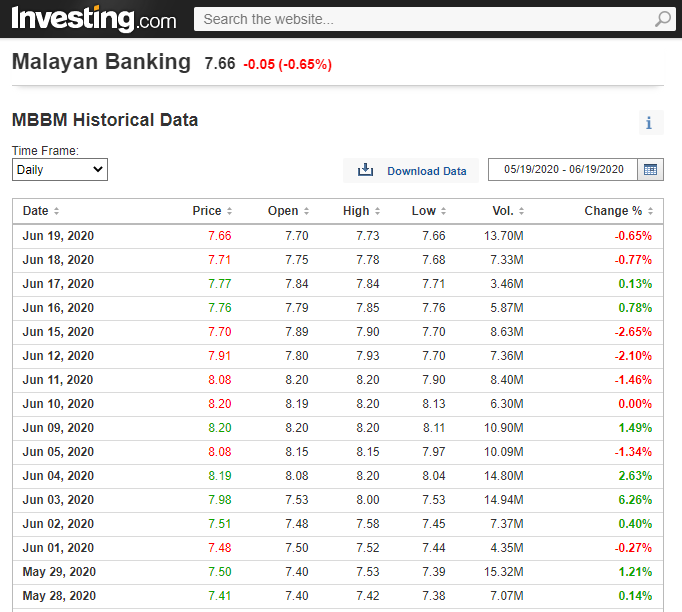 Investing.com Search the website...
Malayan Banking 7.66 -0.05 (-0.65%)
MBBM Historical Data
Time Frame:
Daily Download Data 05/19/2020 - 06/19/2020
Date Price Open High Low Vol. Change %
Jun 19, 2020 7.66 7.70 7.73 7.66 13.70M -0.65%
Jun 18, 2020 7.71 7.75 7.78 7.68 7.33M -0.77%
Jun 17, 2020 7.77 7.84 7.84 7.71 3.46M 0.13%
Jun 16, 2020 7.76 7.79 7.85 7.76 5.87M 0.78%
Jun 15, 2020 7.70 7.89 7.90 7.70 8.63M -2.65%
Jun 12, 2020 7.91 7.80 7.93 7.70 7.36M -2.10%
Jun 11, 2020 8.08 8.20 8.20 7.90 8.40M -1.46%
Jun 10, 2020 8.20 8.19 8.20 8.13 6.30M 0.00%
Jun 09, 2020 8.20 8.20 8.20 8.11 10.90M 1.49%
Jun 05, 2020 8.08 8.15 8.15 7.97 10.09M -1.34%
Jun 04, 2020 8.19 8.08 8.20 8.04 14.80M 2.63%
Jun 03, 2020 7.98 7.53 8.00 7.53 14.94M 6.26%
Jun 02, 2020 7.51 7.48 7.58 7.45 7.37M 0.40%
Jun 01, 2020 7.48 7.50 7.52 7.44 4.35M -0.27%
May 29, 2020 7.50 7.40 7.53 7.39 15.32M 1.21%
May 28, 2020 7.41 7.40 7.42 7.38 7.07M 0.14%